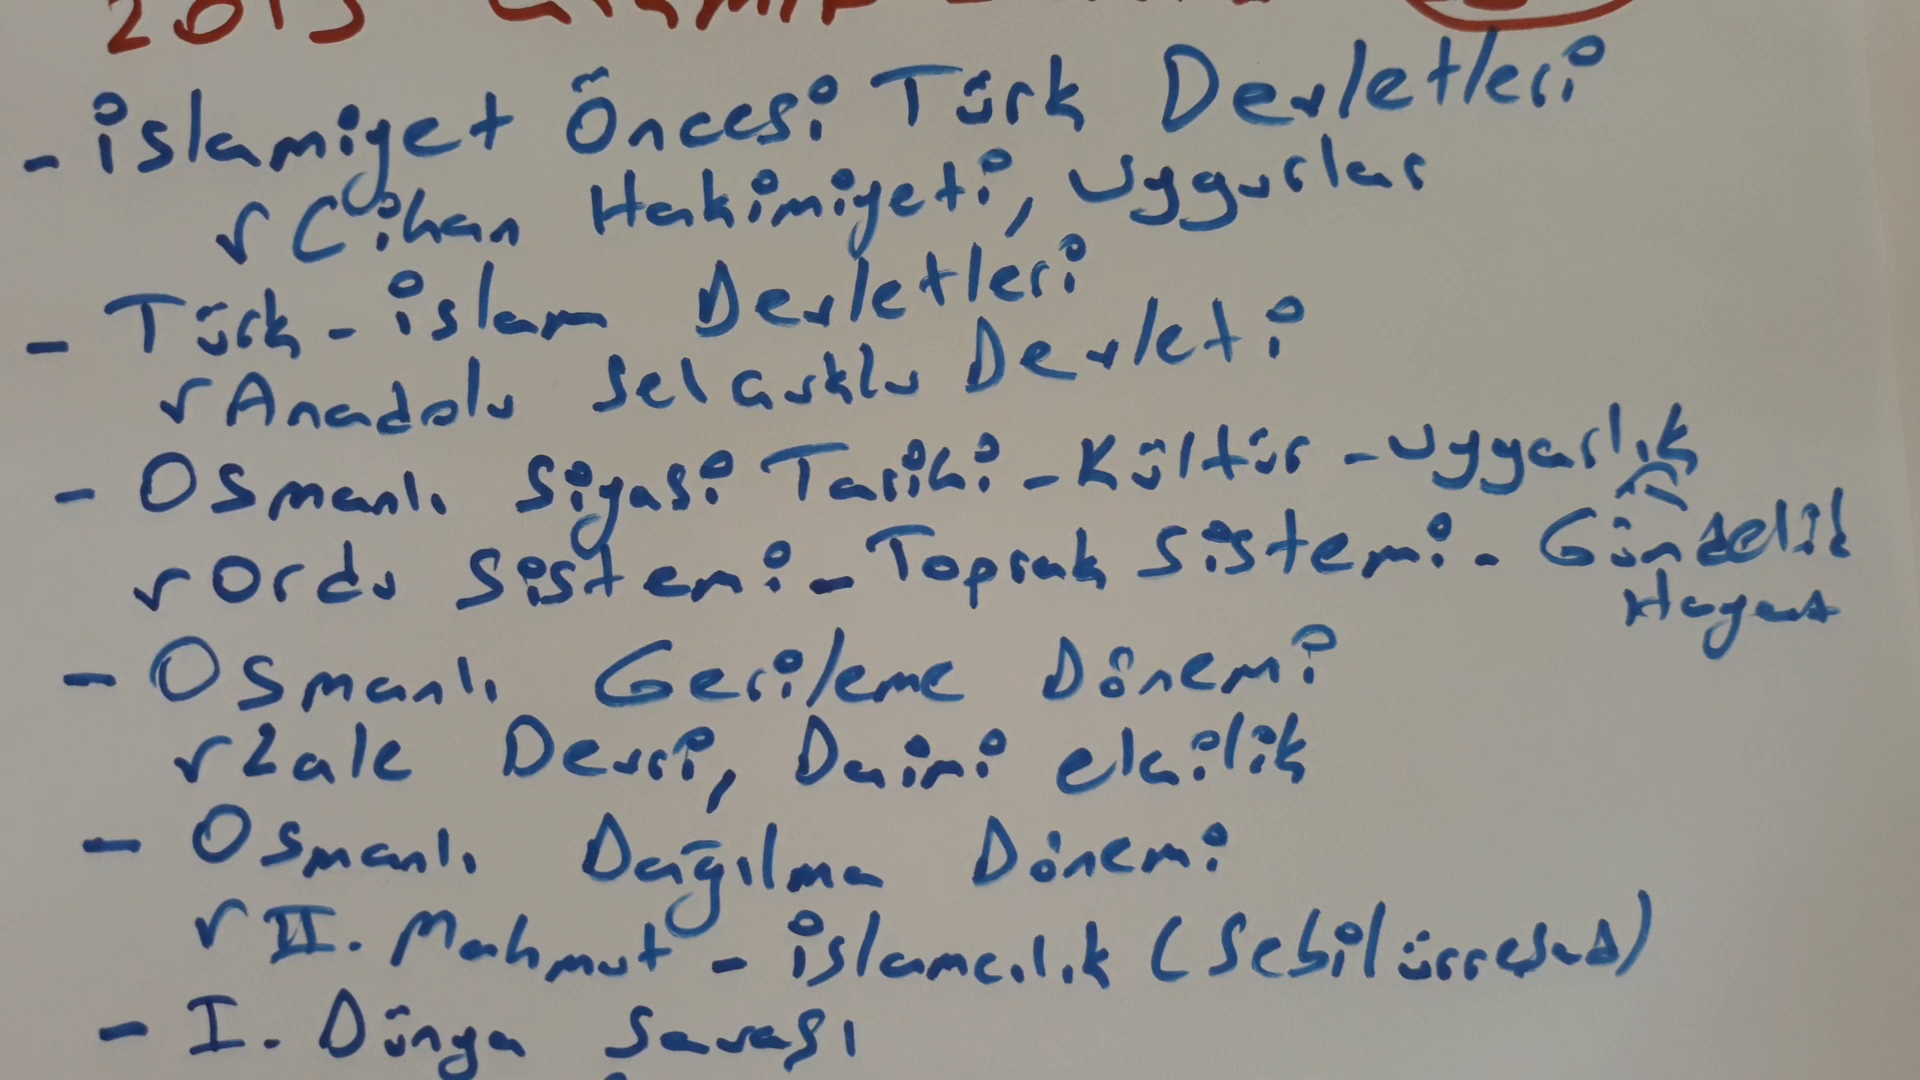 2015
- İslamiyet Öncesi Türk Devletleri
√ Cihan Hakimiyeti, Uygurlar
- Türk - İslam Devletleri
√ Anadolu Selçuklu Devleti
- Osmanlı Siyasi Tarihi - Kültür - Uygarlık
√ Ordu Sistemi - Toprak Sistemi - Gündelik
Hayat
- Osmanlı Gerileme Dönemi
√ Lale Devri, Daimi elçilik
- Osmanlı Dağılma Dönemi
√ II. Mahmut - İslamcılık (Sebilürreşad)
- I. Dünya Savaşı